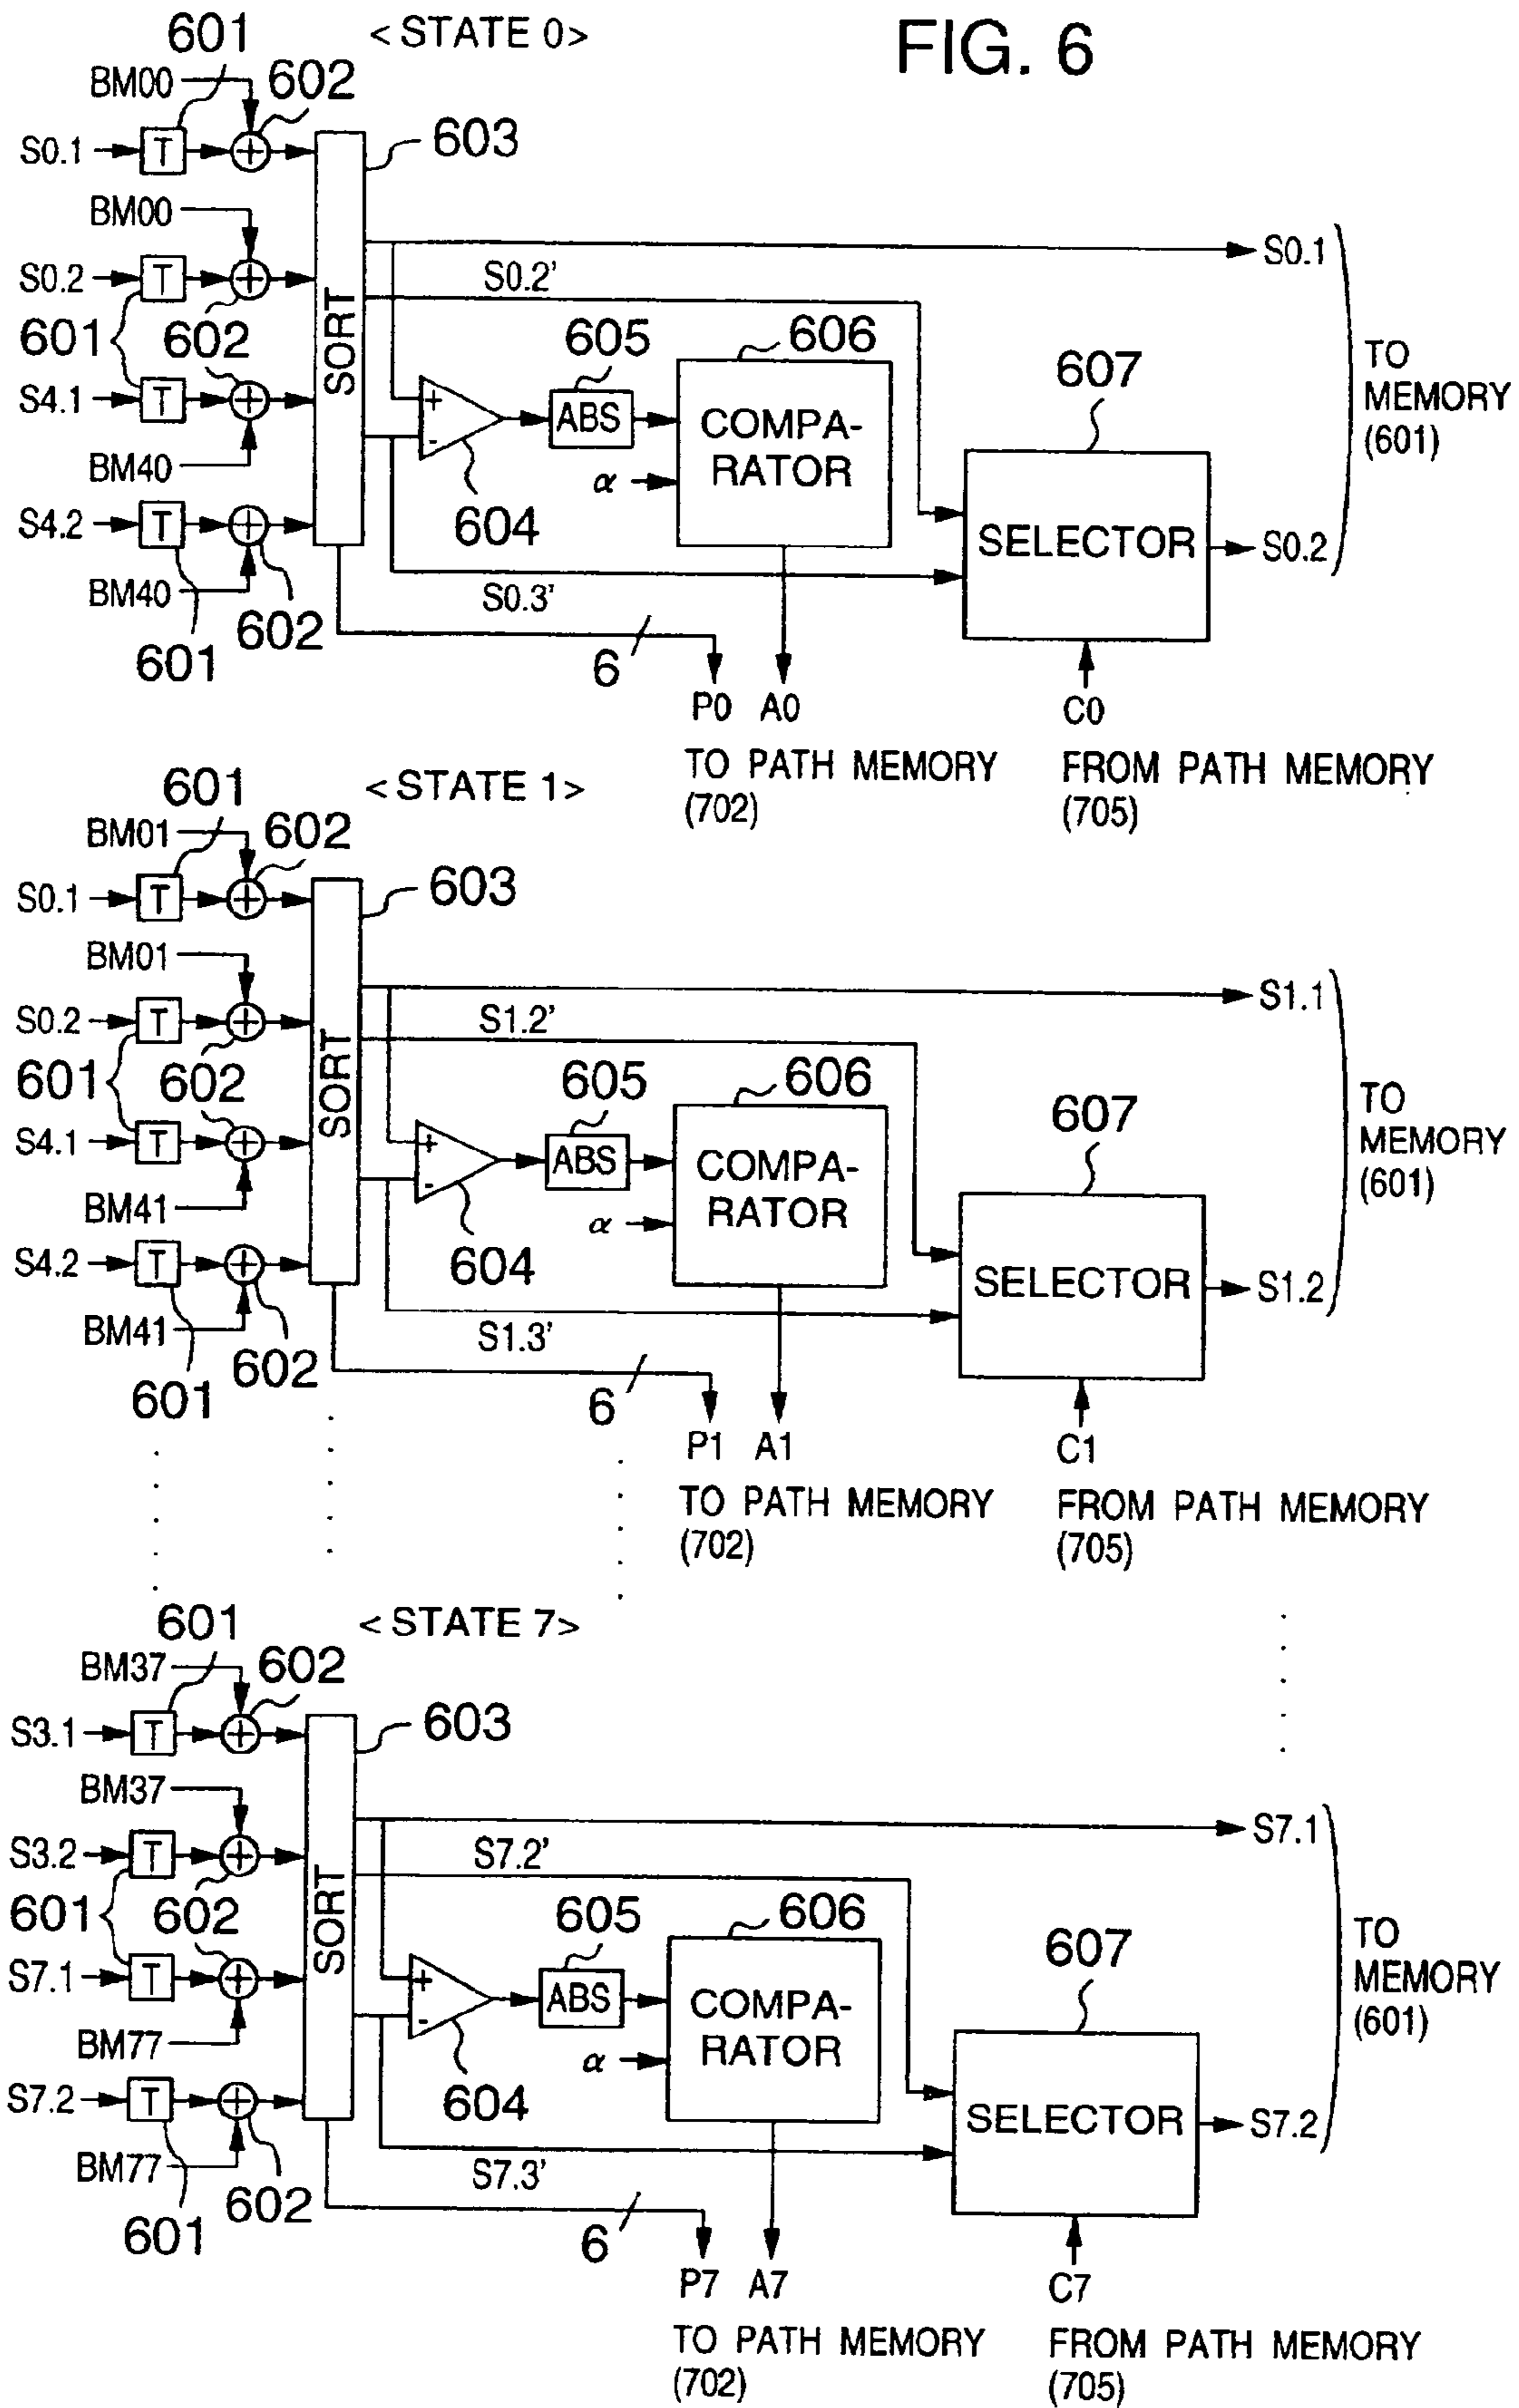 FIG. 6
< STATE 0 >
601
BM00
602
S0.1
T
603
BM00
S0.2
T
S0.1
S0.2'
601
602
SORT
605
606
TO
MEMORY
(601)
S4.1
T
+
-
ABS
COMPA-
RATOR
607
BM40
α
604
S4.2
T
SELECTOR
S0.2
BM40
S0.3'
601
602
6
P0
A0
C0
TO PATH MEMORY
(702)
FROM PATH MEMORY
(705)
< STATE 1 >
601
BM01
602
S0.1
T
603
BM01
S0.2
T
S1.1
S1.2'
601
602
SORT
605
606
TO
MEMORY
(601)
S4.1
T
+
-
ABS
COMPA-
RATOR
607
BM41
α
604
S4.2
T
SELECTOR
S1.2
BM41
S1.3'
601
602
6
P1
A1
C1
TO PATH MEMORY
(702)
FROM PATH MEMORY
(705)
< STATE 7 >
601
BM37
602
S3.1
T
603
BM37
S3.2
T
S7.1
S7.2'
601
602
SORT
605
606
TO
MEMORY
(601)
S7.1
T
+
-
ABS
COMPA-
RATOR
607
BM77
α
604
S7.2
T
SELECTOR
S7.2
BM77
S7.3'
601
602
6
P7
A7
C7
TO PATH MEMORY
(702)
FROM PATH MEMORY
(705)